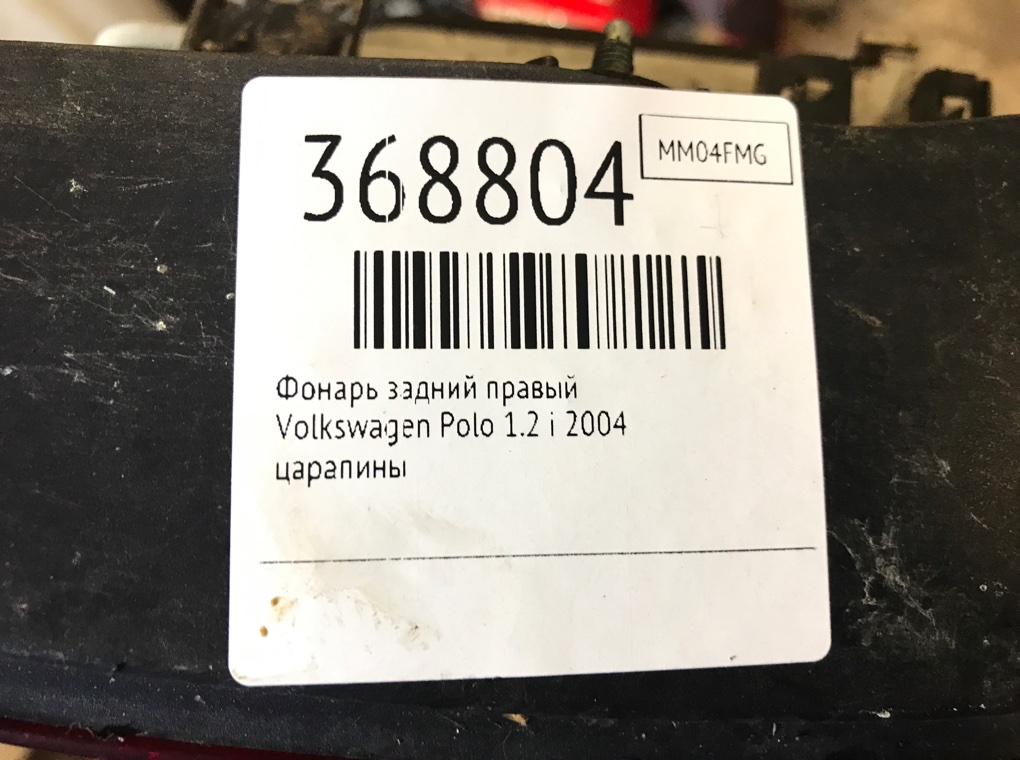 368804
MM04FMG
Фонарь задний правый
Volkswagen Polo 1.2 i 2004
царапины